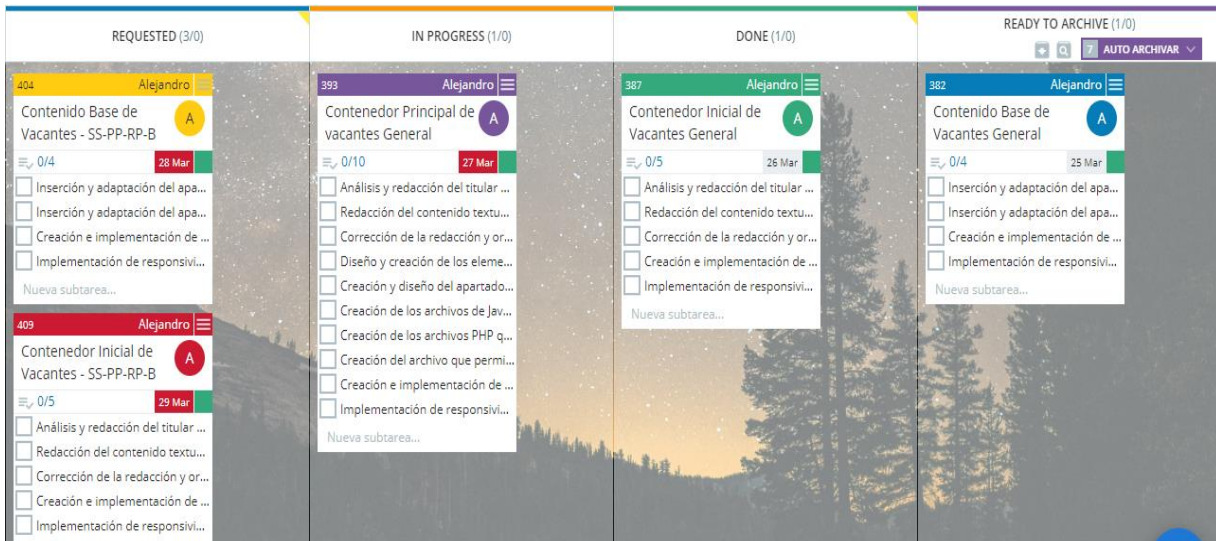 REQUESTED (3/0)
404 Alejandro
Contenido Base de
Vacantes - SS-PP-RP-B
A
0/4 28 Mar
Inserción y adaptación del apa...
Inserción y adaptación del apa...
Creación e implementación de ...
Implementación de responsivi...
Nueva subtarea...
409 Alejandro
Contenedor Inicial de
Vacantes - SS-PP-RP-B
A
0/5 29 Mar
Análisis y redacción del titular ...
Redacción del contenido textu...
Corrección de la redacción y or...
Creación e implementación de ...
Implementación de responsivi...
IN PROGRESS (1/0)
393 Alejandro
Contenedor Principal de
vacantes General
A
0/10 27 Mar
Análisis y redacción del titular ...
Redacción del contenido textu...
Corrección de la redacción y or...
Diseño y creación de los eleme...
Creación y diseño del apartado...
Creación de los archivos de Jav...
Creación de los archivos PHP q...
Creación del archivo que permi...
Creación e implementación de ...
Implementación de responsivi...
Nueva subtarea...
DONE (1/0)
387 Alejandro
Contenedor Inicial de
Vacantes General
A
0/5 26 Mar
Análisis y redacción del titular ...
Redacción del contenido textu...
Corrección de la redacción y or...
Creación e implementación de ...
Implementación de responsivi...
Nueva subtarea...
READY TO ARCHIVE (1/0)
7 AUTO ARCHIVAR
382 Alejandro
Contenido Base de
Vacantes General
A
0/4 25 Mar
Inserción y adaptación del apa...
Inserción y adaptación del apa...
Creación e implementación de ...
Implementación de responsivi...
Nueva subtarea...